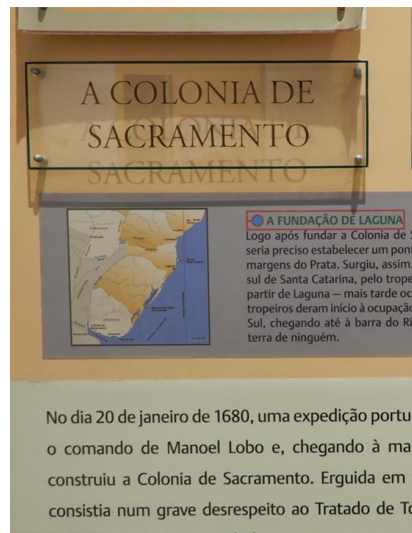 A COLONIA DE
SACRAMENTO
A FUNDAÇÃO DE LAGUNA
Logo após fundar a Colonia de S
seria preciso estabelecer um pont
margens do Prata. Surgiu, assim,
sul de Santa Catarina, pelo trope
partir de Laguna — mais tarde oc
tropeiros deram início à ocupação
Sul, chegando até à barra do Ri
terra de ninguém.
No dia 20 de janeiro de 1680, uma expedição portu
o comando de Manoel Lobo e, chegando à ma
construiu a Colonia de Sacramento. Erguida em
consistia num grave desrespeito ao Tratado de To